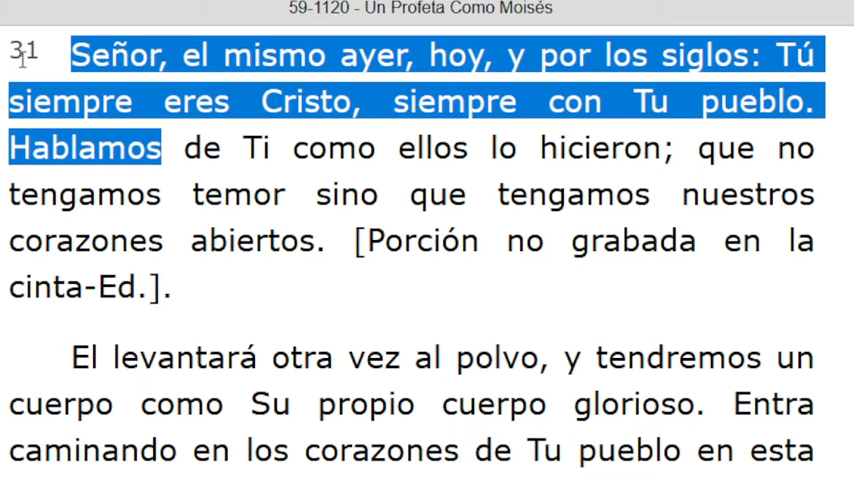 59-1120 - Un Profeta Como Moisés
31 Señor, el mismo ayer, hoy, y por los siglos: Tú
siempre eres Cristo, siempre con Tu pueblo.
Hablamos de Ti como ellos lo hicieron; que no
tengamos temor sino que tengamos nuestros
corazones abiertos. [Porción no grabada en la
cinta-Ed.].
El levantará otra vez al polvo, y tendremos un
cuerpo como Su propio cuerpo glorioso. Entra
caminando en los corazones de Tu pueblo en esta